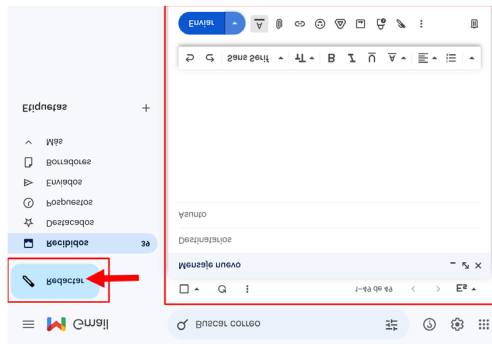 Gmail
Buscar correo
Redactar
1-49 de 49
Es
Recibidos 39
Destacados
Pospuestos
Enviados
Borradores
Más
Etiquetas
Mensaje nuevo
Destinatarios
Asunto
Sans Serif
B I U A
Enviar
A